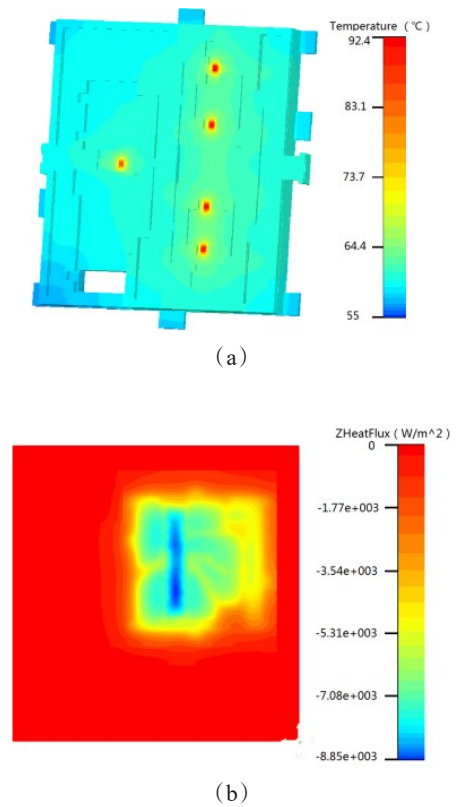 Temperature （℃）
92.4
83.1
73.7
64.4
55
（a）
ZHeatFlux（W/m^2）
0
-1.77e+003
-3.54e+003
-5.31e+003
-7.08e+003
-8.85e+003
（b）